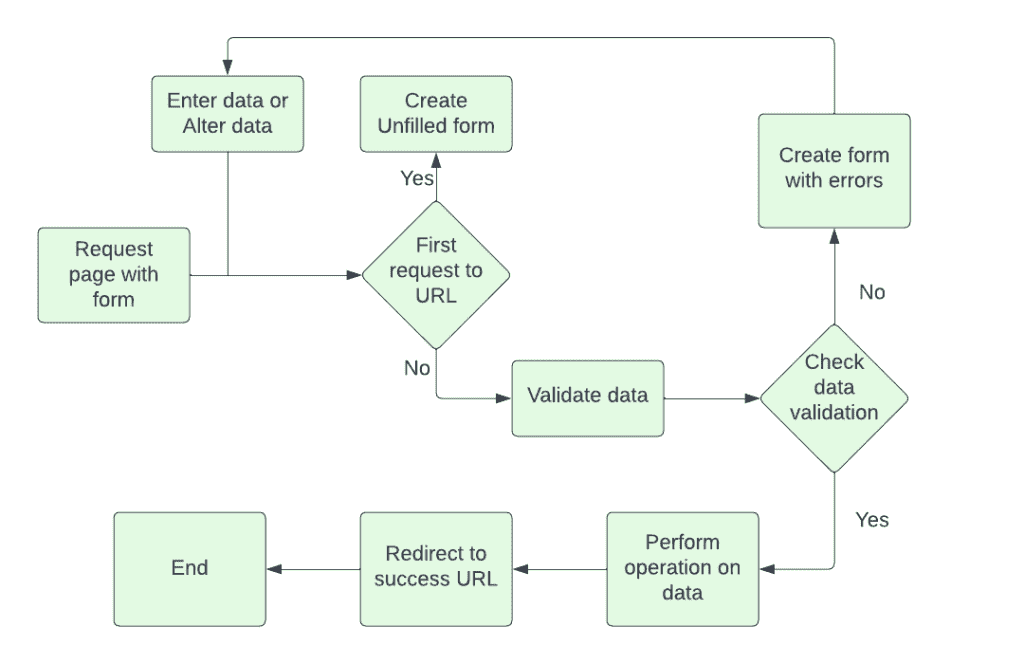 Enter data or
Alter data
Create
Unfilled form
Create form
with errors
Yes
Request
page with
form
First
request to
URL
No
No
Validate data
Check
data
validation
Yes
End
Redirect to
success URL
Perform
operation on
data